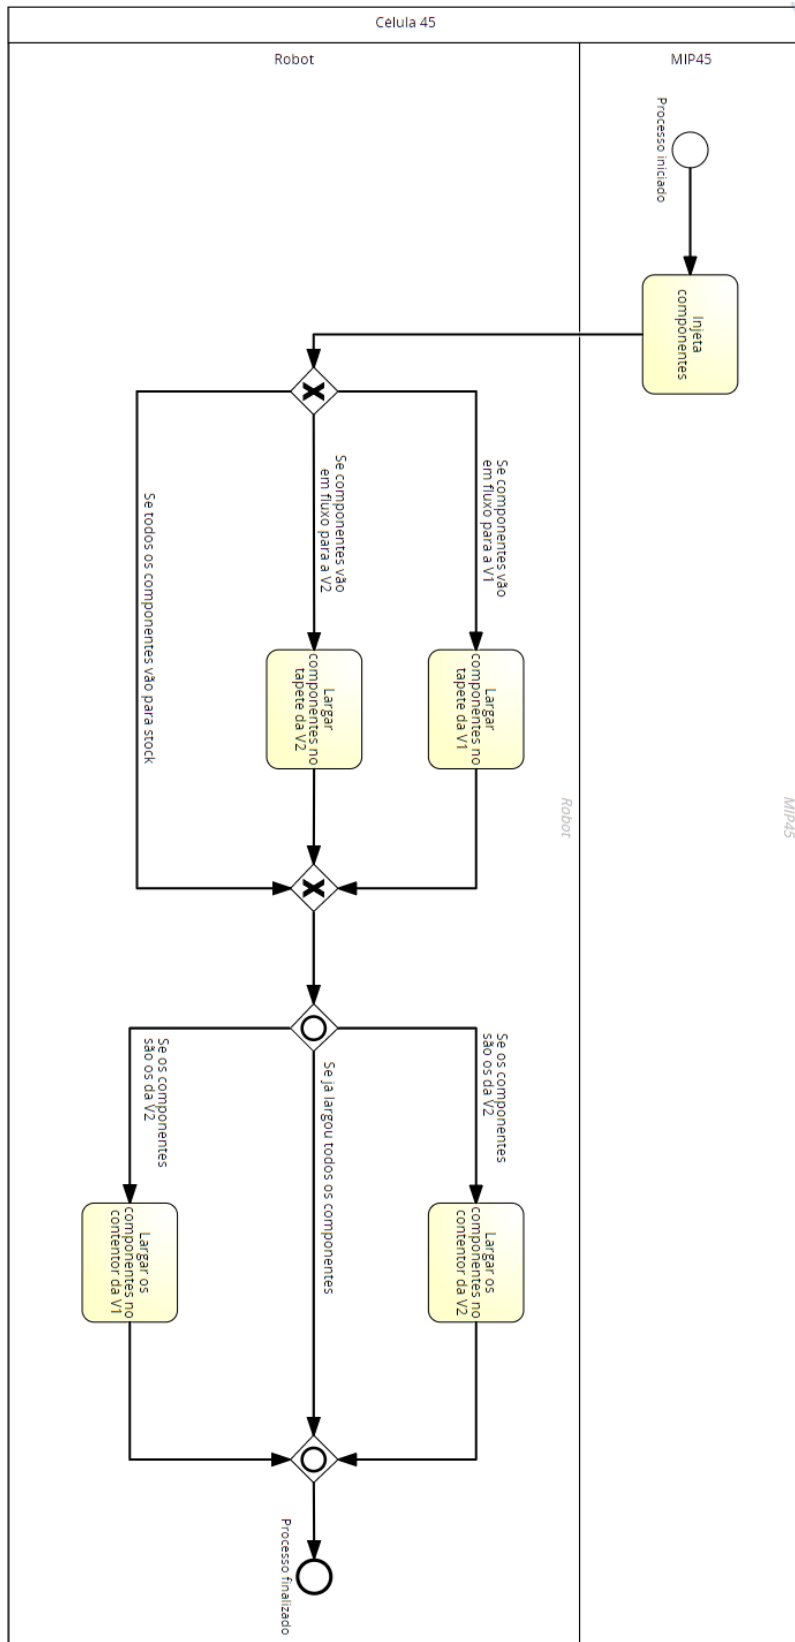 Célula 45
Robot
MIP45
Processo iniciado
Injeta
componentes
Se componentes vão
em fluxo para a V1
Se componentes vão
em fluxo para a V2
Se todos os componentes vão para stock
Largar
componentes no
tapete da V1
Largar
componentes no
tapete da V2
Robot
MIP45
Se os componentes
são os da V2
Se ja largou todos os componentes
Se os componentes
são os da V2
Largar os
componentes no
contentor da V2
Largar os
componentes no
contentor da V1
Processo finalizado